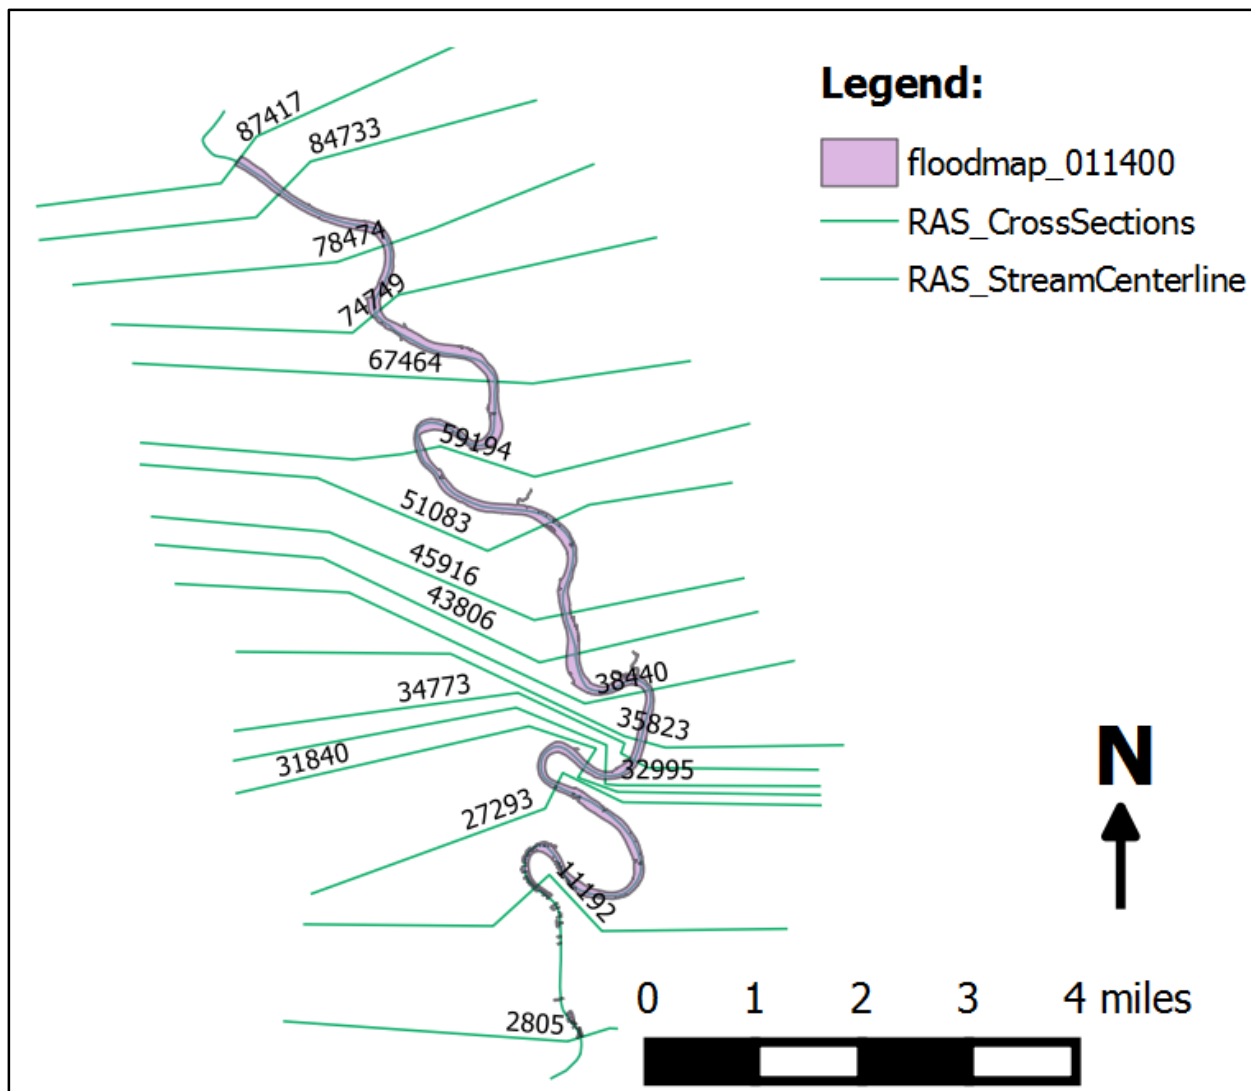 Legend:
floodmap_011400
RAS_CrossSections
RAS_StreamCenterline
87417
84733
78474
74749
67464
59194
51083
45916
43806
38440
34773
35823
31840
32995
27293
11192
2805
N
0 1 2 3 4 miles